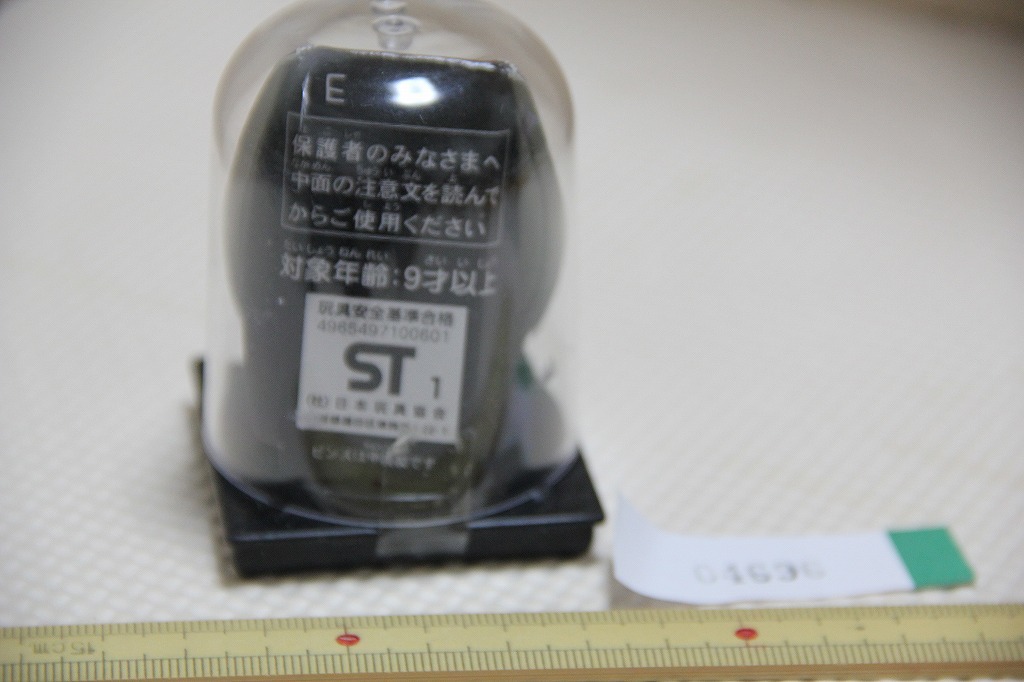 E
保護者のみなさまへ
中面の注意文を読んで
からご使用ください
対象年齢:9才以上
玩具安全基準合格
4965497100601
ST 1
(社)日本玩具協会
04696
15cm